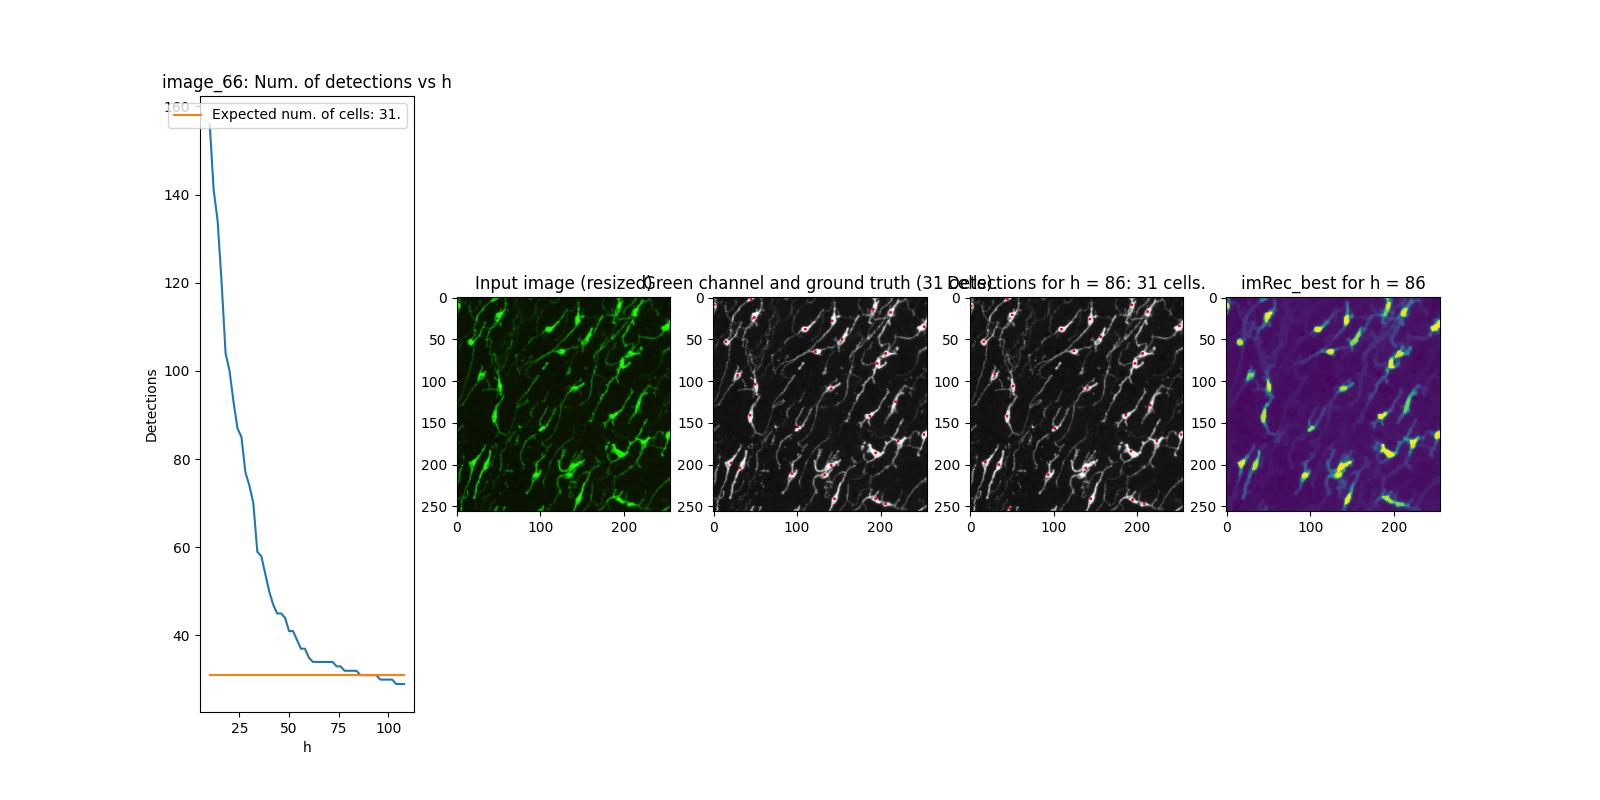 image_66: Num. of detections vs h
Expected num. of cells: 31.
160
140
120
100
80
60
40
Detections
25 50 75 100
h
Input image (resized)
0
50
100
150
200
250
0 100 200
Green channel and ground truth (31 cells).
0
50
100
150
200
250
0 100 200
Detections for h = 86: 31 cells.
0
50
100
150
200
250
0 100 200
imRec_best for h = 86
0
50
100
150
200
250
0 100 200